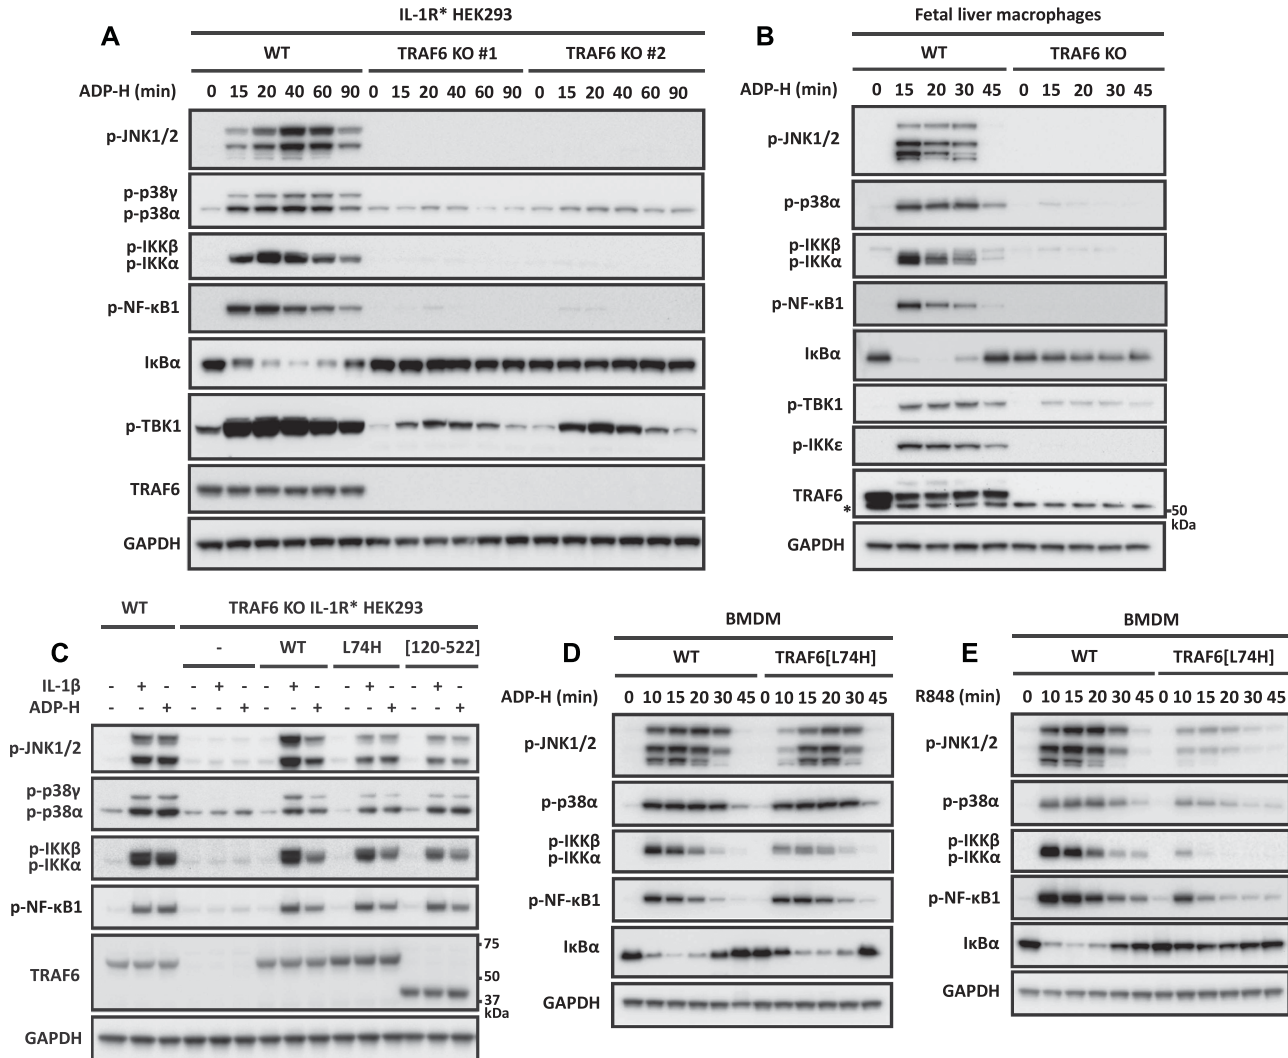 A
IL-1R* HEK293
WT TRAF6 KO #1 TRAF6 KO #2
ADP-H (min) 0 15 20 40 60 90 0 15 20 40 60 90 0 15 20 40 60 90
p-JNK1/2
p-p38γ
p-p38α
p-IKKβ
p-IKKα
p-NF-κB1
IκBα
p-TBK1
TRAF6
GAPDH
B
Fetal liver macrophages
WT TRAF6 KO
ADP-H (min) 0 15 20 30 45 0 15 20 30 45
p-JNK1/2
p-p38α
p-IKKβ
p-IKKα
p-NF-κB1
IκBα
p-TBK1
p-IKKε
TRAF6
*
50
kDa
GAPDH
C
WT TRAF6 KO IL-1R* HEK293
- WT L74H [120-522]
IL-1β - + - - + - - + - - + - - + -
ADP-H - - + - - + - - + - - + - - +
p-JNK1/2
p-p38γ
p-p38α
p-IKKβ
p-IKKα
p-NF-κB1
TRAF6
75
50
37
kDa
GAPDH
D
BMDM
WT TRAF6[L74H]
ADP-H (min) 0 10 15 20 30 45 0 10 15 20 30 45
p-JNK1/2
p-p38α
p-IKKβ
p-IKKα
p-NF-κB1
IκBα
GAPDH
E
BMDM
WT TRAF6[L74H]
R848 (min) 0 10 15 20 30 45 0 10 15 20 30 45
p-JNK1/2
p-p38α
p-IKKβ
p-IKKα
p-NF-κB1
IκBα
GAPDH